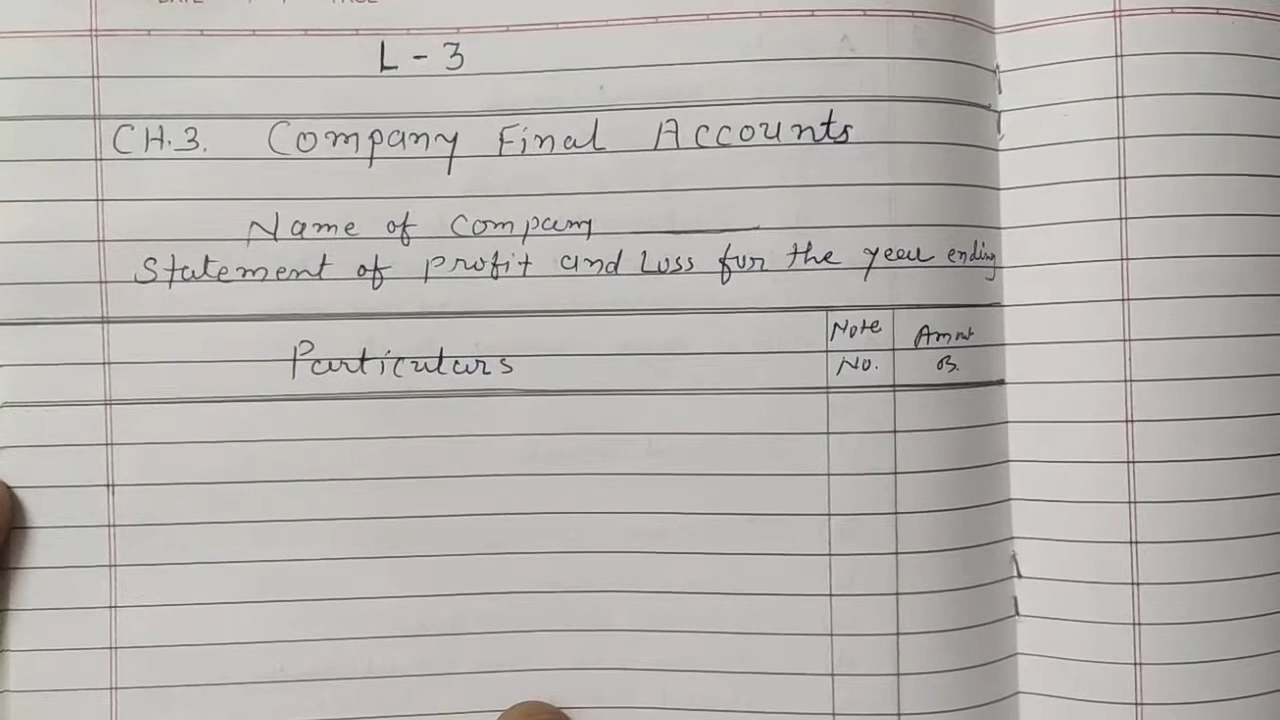 L - 3
CH.3. Company Final Accounts
Name of Company
Statement of profit and Loss for the year ending
Particulars
Note
No.
Amnt